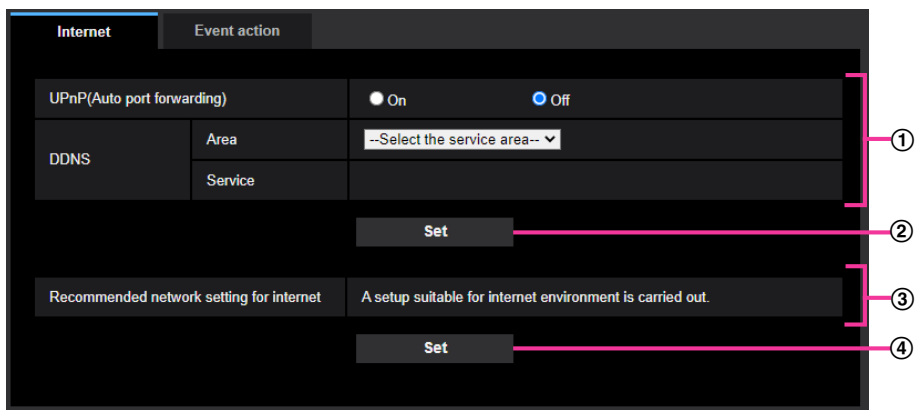 Internet Event action
UPnP(Auto port forwarding) On Off
①
DDNS Area --Select the service area--
Service
Set ②
Recommended network setting for internet A setup suitable for internet environment is carried out. ③
Set ④